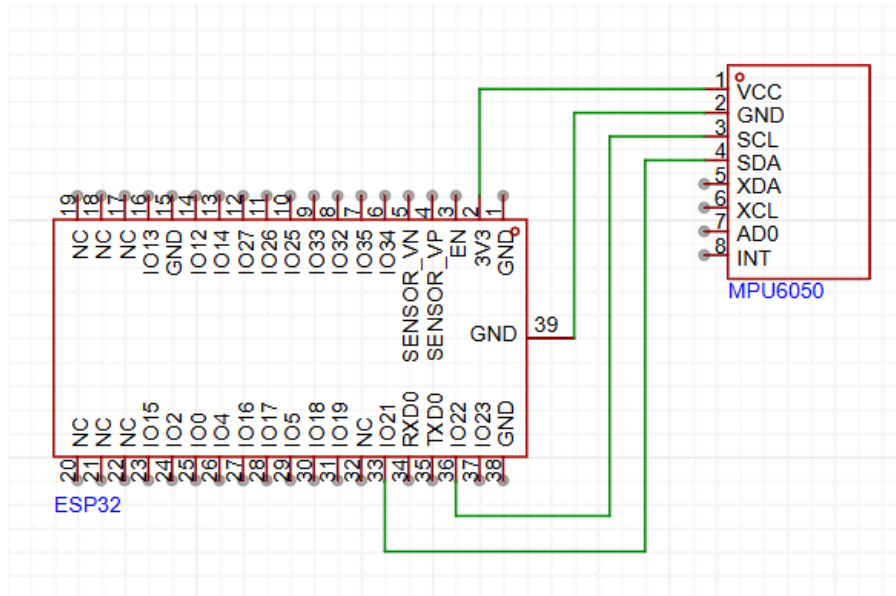 1 VCC
2 GND
3 SCL
4 SDA
5 XDA
6 XCL
7 AD0
8 INT
MPU6050
19 NC
18 NC
17 NC
16 IO13
15 GND
14 IO12
13 IO14
12 IO27
11 IO26
10 IO25
9 IO33
8 IO32
7 IO35
6 IO34
5 SENSOR_VN
4 SENSOR_VP
3 EN
2 3V3
1 GND
GND 39
20 NC
21 NC
22 NC
23 IO15
24 IO2
25 IO0
26 IO4
27 IO16
28 IO17
29 IO5
30 IO18
31 IO19
32 NC
33 IO21
34 RXD0
35 TXD0
36 IO22
37 IO23
38 GND
ESP32